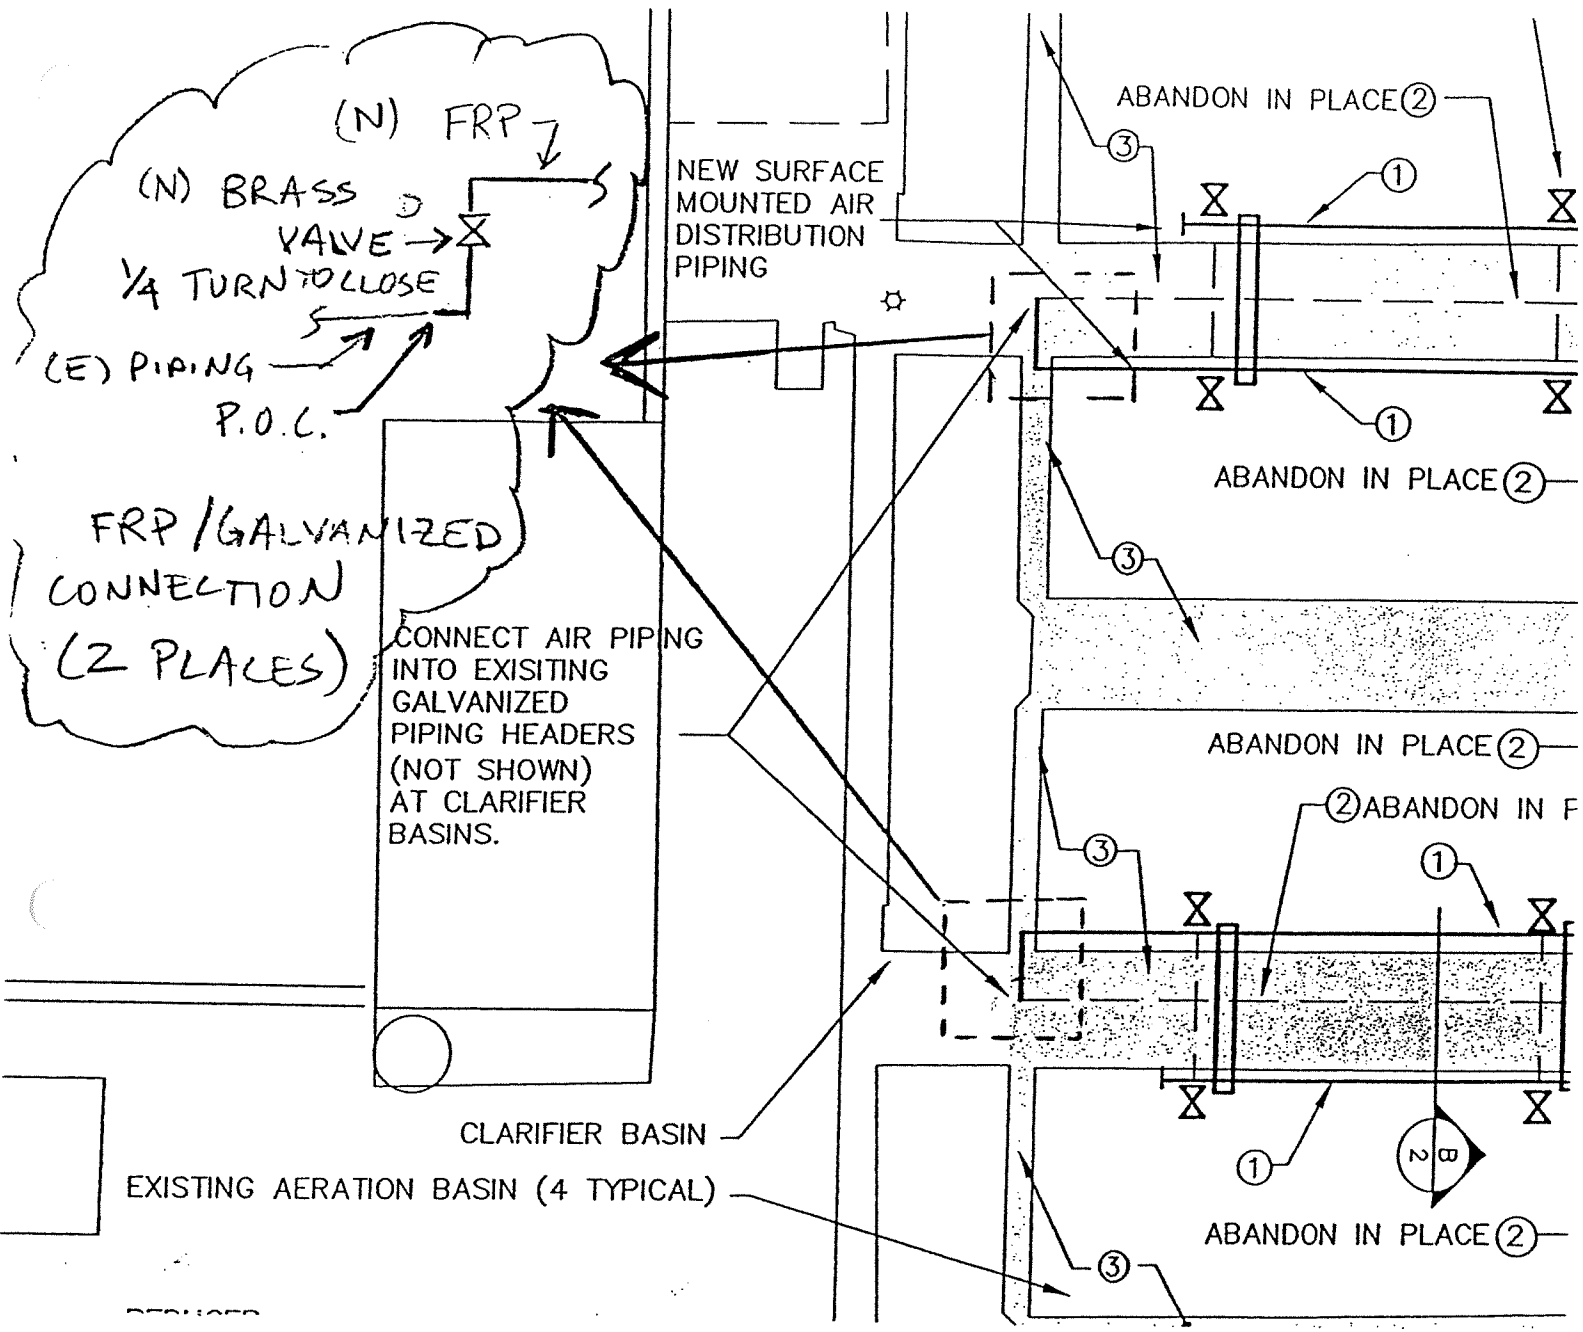 (N) FRP
(N) BRASS
VALVE
1/4 TURN TO CLOSE
(E) PIPING
P.O.C.
FRP/GALVANIZED
CONNECTION
(2 PLACES)
NEW SURFACE
MOUNTED AIR
DISTRIBUTION
PIPING
CONNECT AIR PIPING
INTO EXISITING
GALVANIZED
PIPING HEADERS
(NOT SHOWN)
AT CLARIFIER
BASINS.
CLARIFIER BASIN
EXISTING AERATION BASIN (4 TYPICAL)
ABANDON IN PLACE 2
3
1
1
ABANDON IN PLACE 2
3
ABANDON IN PLACE 2
2 ABANDON IN P
3
1
1
B
2
ABANDON IN PLACE 2
3